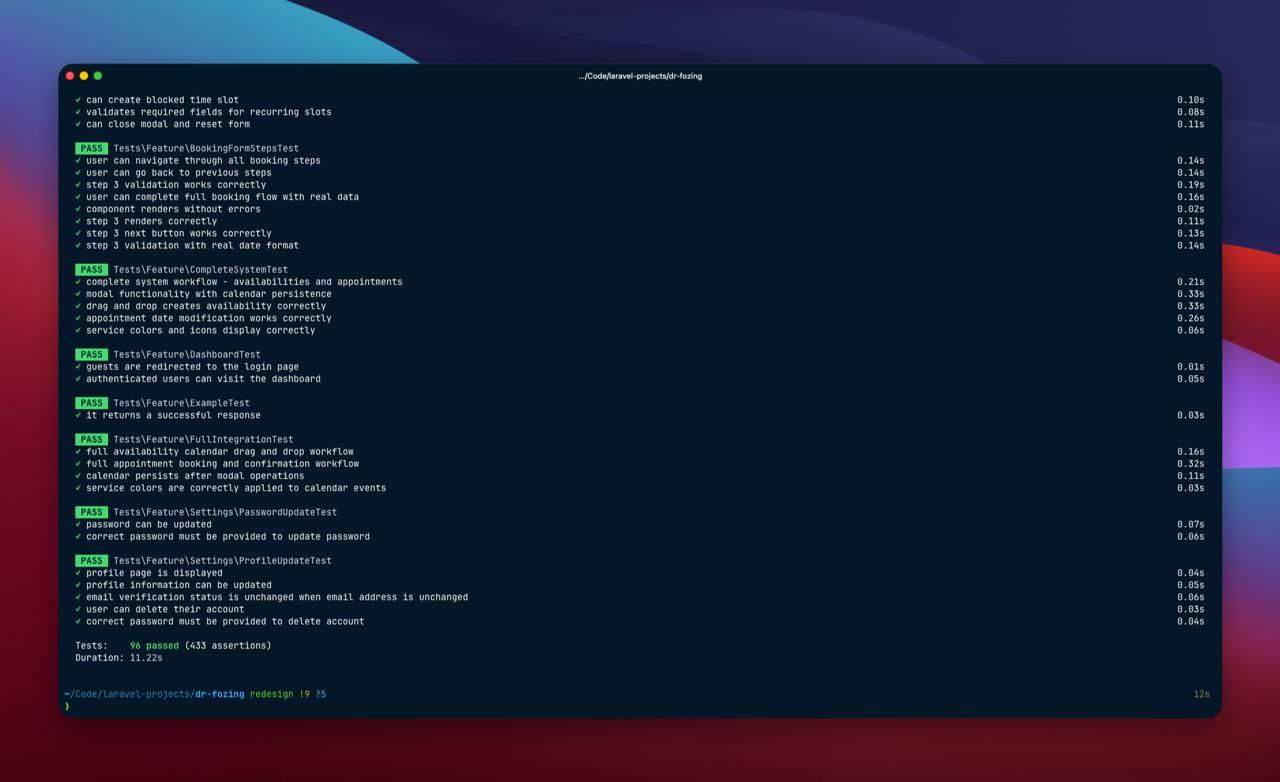 .../Code/laravel-projects/dr-fozing
✓ can create blocked time slot 0.10s
✓ validates required fields for recurring slots 0.08s
✓ can close modal and reset form 0.11s
PASS Tests\Feature\BookingFormStepsTest
✓ user can navigate through all booking steps 0.14s
✓ user can go back to previous steps 0.14s
✓ step 3 validation works correctly 0.19s
✓ user can complete full booking flow with real data 0.16s
✓ component renders without errors 0.02s
✓ step 3 renders correctly 0.11s
✓ step 3 next button works correctly 0.13s
✓ step 3 validation with real date format 0.14s
PASS Tests\Feature\CompleteSystemTest
✓ complete system workflow - availabilities and appointments 0.21s
✓ modal functionality with calendar persistence 0.33s
✓ drag and drop creates availability correctly 0.33s
✓ appointment date modification works correctly 0.26s
✓ service colors and icons display correctly 0.06s
PASS Tests\Feature\DashboardTest
✓ guests are redirected to the login page 0.01s
✓ authenticated users can visit the dashboard 0.05s
PASS Tests\Feature\ExampleTest
✓ it returns a successful response 0.03s
PASS Tests\Feature\FullIntegrationTest
✓ full availability calendar drag and drop workflow 0.16s
✓ full appointment booking and confirmation workflow 0.32s
✓ calendar persists after modal operations 0.11s
✓ service colors are correctly applied to calendar events 0.03s
PASS Tests\Feature\Settings\PasswordUpdateTest
✓ password can be updated 0.07s
✓ correct password must be provided to update password 0.06s
PASS Tests\Feature\Settings\ProfileUpdateTest
✓ profile page is displayed 0.04s
✓ profile information can be updated 0.05s
✓ email verification status is unchanged when email address is unchanged 0.06s
✓ user can delete their account 0.03s
✓ correct password must be provided to delete account 0.04s
Tests: 96 passed (433 assertions)
Duration: 11.22s
~/Code/laravel-projects/dr-fozing redesign !9 ?5 12s
❯